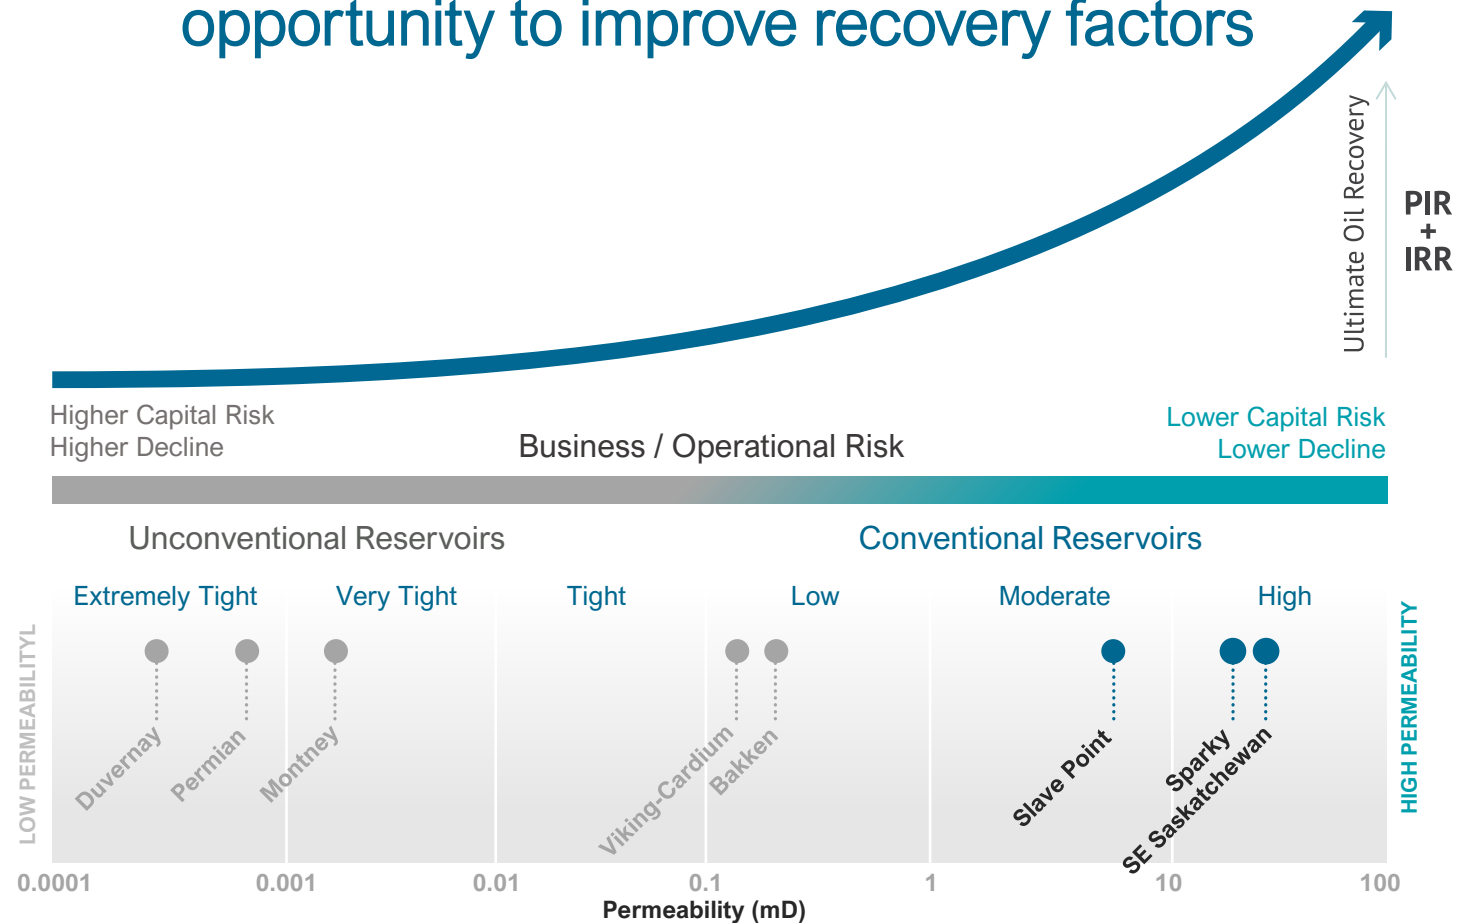 opportunity to improve recovery factors
Ultimate Oil Recovery
PIR
+
IRR
Higher Capital Risk
Higher Decline
Business / Operational Risk
Lower Capital Risk
Lower Decline
Unconventional Reservoirs
Conventional Reservoirs
Extremely Tight
Very Tight
Tight
Low
Moderate
High
LOW PERMEABILITYL
HIGH PERMEABILITY
Duvernay
Permian
Montney
Viking-Cardium
Bakken
Slave Point
Sparky
SE Saskatchewan
0.0001
0.001
0.01
0.1
1
10
100
Permeability (mD)